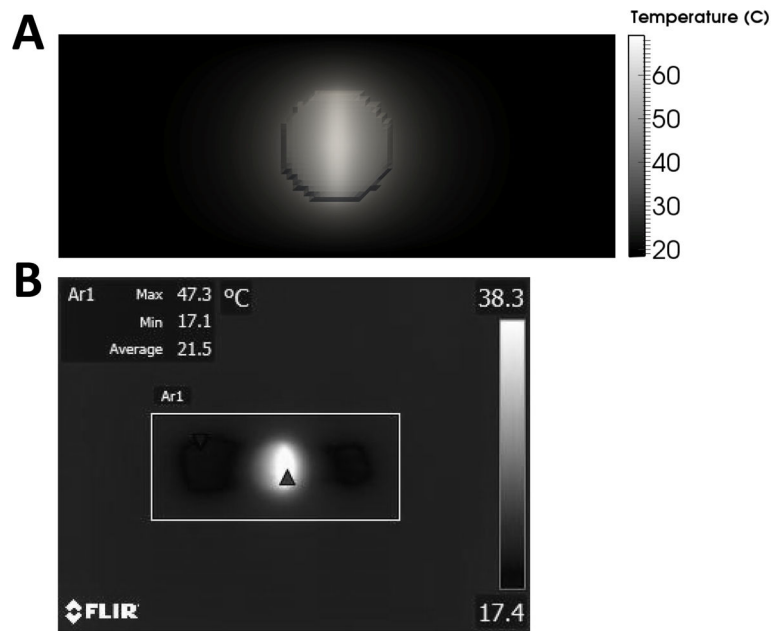 A
Temperature (C)
60
50
40
30
20
B
Ar1 Max 47.3 ºC
Min 17.1
Average 21.5
38.3
Ar1
FLIR
17.4